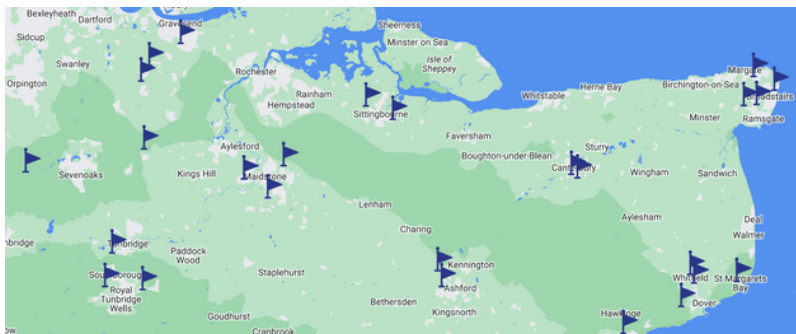 Bexleyheath
Dartford
Gravesend
Sheerness
Sidcup
Minster on Sea
Swanley
Isle of
Sheppey
Margate
Rochester
Orpington
Rainham
Hempstead
Herne Bay
Birchington-on-Sea
Whitstable
Broadstairs
Sittingbourne
Minster
Ramsgate
Faversham
Sturry
Aylesford
Boughton-under-Blean
Canterbury
Wingham
Sandwich
Sevenoaks
Kings Hill
Maidstone
Lenham
Aylesham
Deal
Charing
Walmer
Tonbridge
Paddock
Wood
Kennington
Staplehurst
Southborough
Whitfield
St Margarets
Bay
Royal
Tunbridge
Wells
Ashford
Bethersden
Dover
Kingsnorth
Hawkinge
Goudhurst
Cranbrook